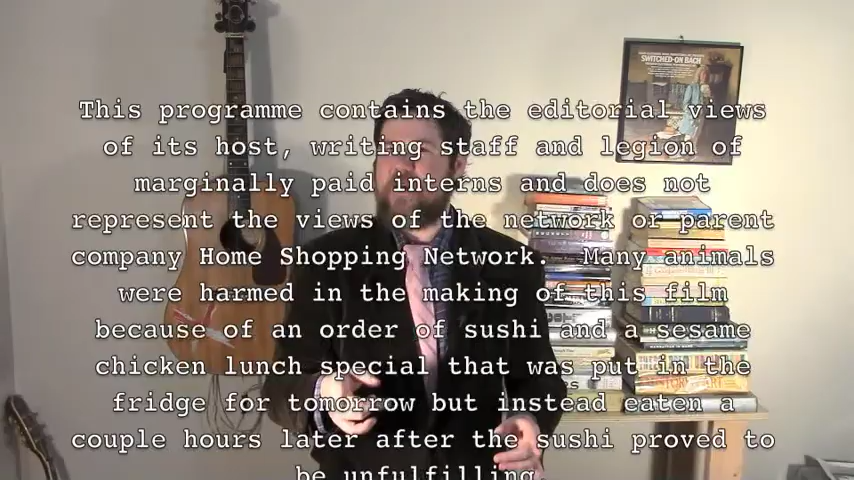 SWITCHED-ON BACH
This programme contains the editorial views
of its host, writing staff and legion of
marginally paid interns and does not
represent the views of the network or parent
company Home Shopping Network. Many animals
were harmed in the making of this film
because of an order of sushi and a sesame
chicken lunch special that was put in the
fridge for tomorrow but instead eaten a
couple hours later after the sushi proved to
be unfulfilling